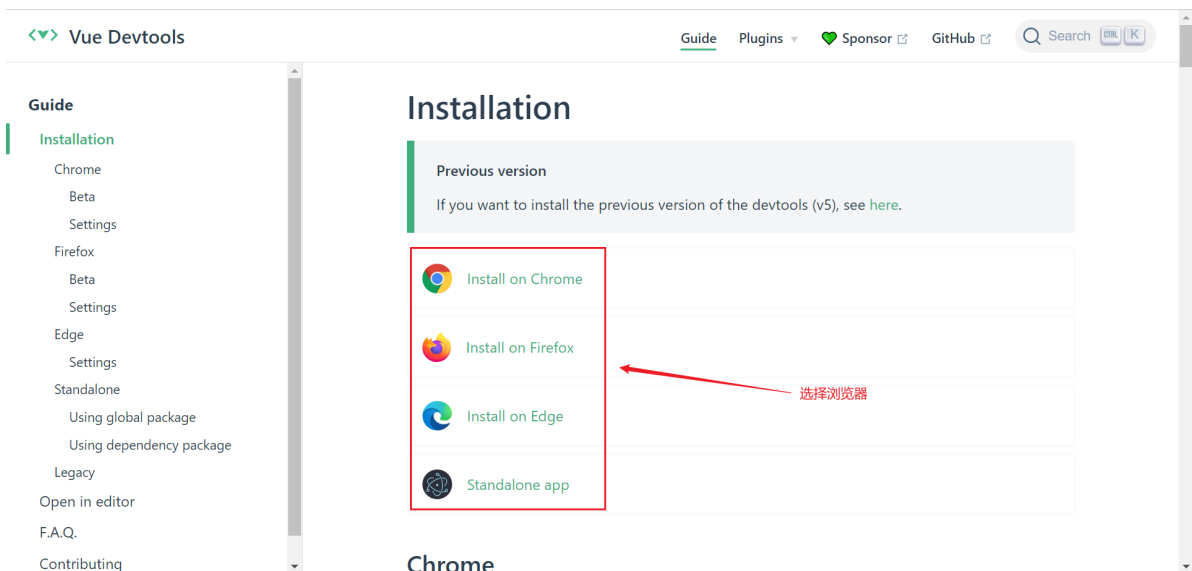 Vue Devtools
Guide
Plugins
Sponsor
GitHub
Search
CTRL
K
Guide
Installation
Chrome
Beta
Settings
Firefox
Beta
Settings
Edge
Settings
Standalone
Using global package
Using dependency package
Legacy
Open in editor
F.A.Q.
Contributing
Installation
Previous version
If you want to install the previous version of the devtools (v5), see here.
Install on Chrome
Install on Firefox
Install on Edge
Standalone app
选择浏览器
Chrome